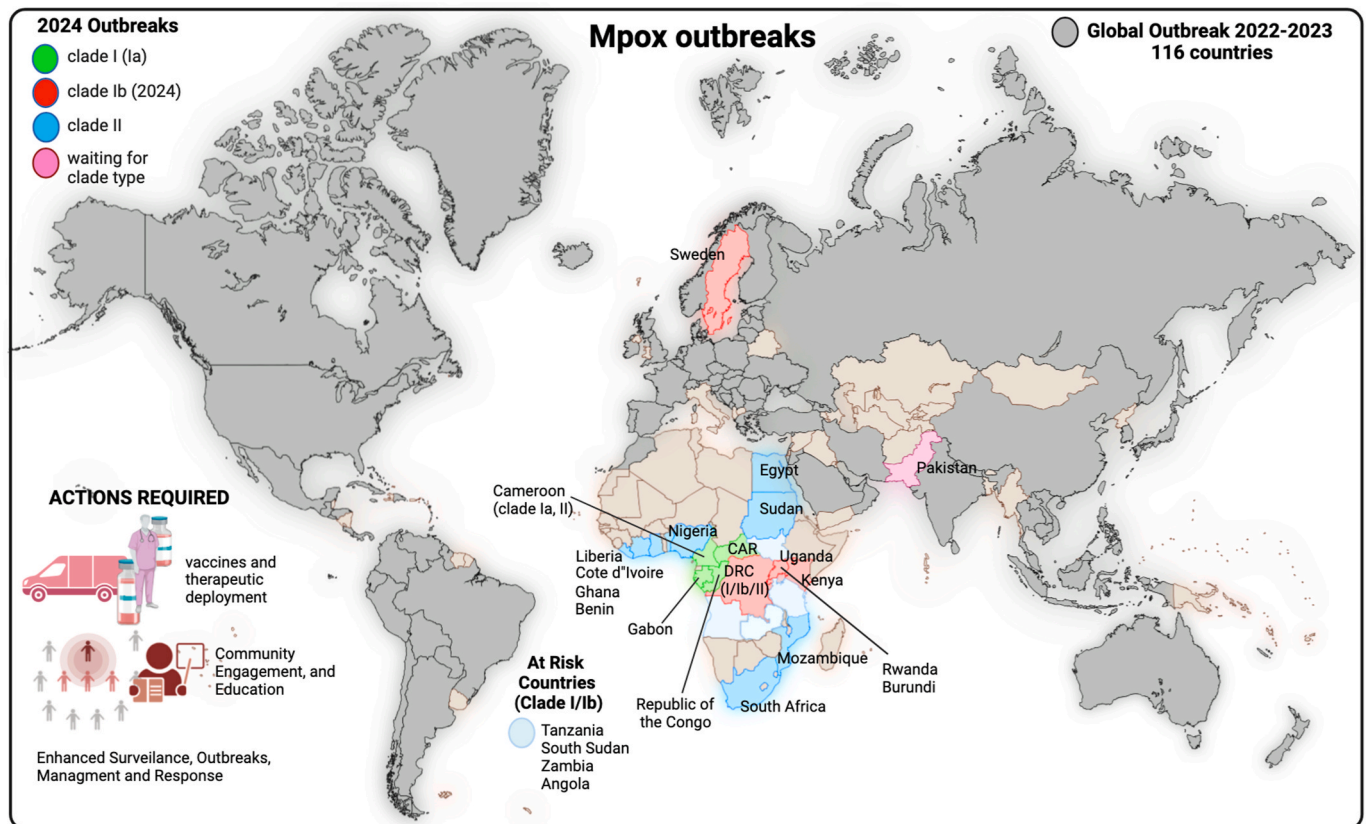 Mpox outbreaks
2024 Outbreaks
clade I (Ia)
clade Ib (2024)
clade II
waiting for
clade type
Global Outbreak 2022-2023
116 countries
Sweden
Pakistan
Egypt
Sudan
Cameroon
(clade Ia, II)
Nigeria
CAR
Uganda
Liberia
Cote d"Ivoire
Ghana
Benin
DRC
(I/Ib/II)
Kenya
Gabon
Mozambique
Rwanda
Burundi
Republic of
the Congo
South Africa
At Risk
Countries
(Clade I/Ib)
Tanzania
South Sudan
Zambia
Angola
ACTIONS REQUIRED
vaccines and
therapeutic
deployment
Community
Engagement, and
Education
Enhanced Surveilance, Outbreaks,
Managment and Response